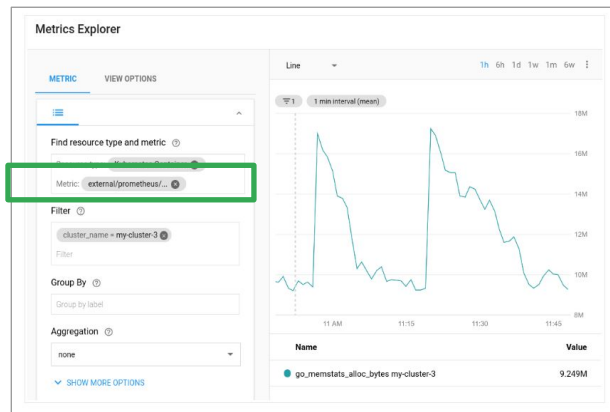 Metrics Explorer
METRIC VIEW OPTIONS
Find resource type and metric
Metric: external/prometheus/...
Filter
cluster_name = my-cluster-3
Filter
Group By
Group by label
Aggregation
none
SHOW MORE OPTIONS
Line 1h 6h 1d 1w 1m 6w
1 1 min interval (mean)
18M
16M
14M
12M
10M
8M
11 AM 11:15 11:30 11:45
Name Value
go_memstats_alloc_bytes my-cluster-3 9.249M